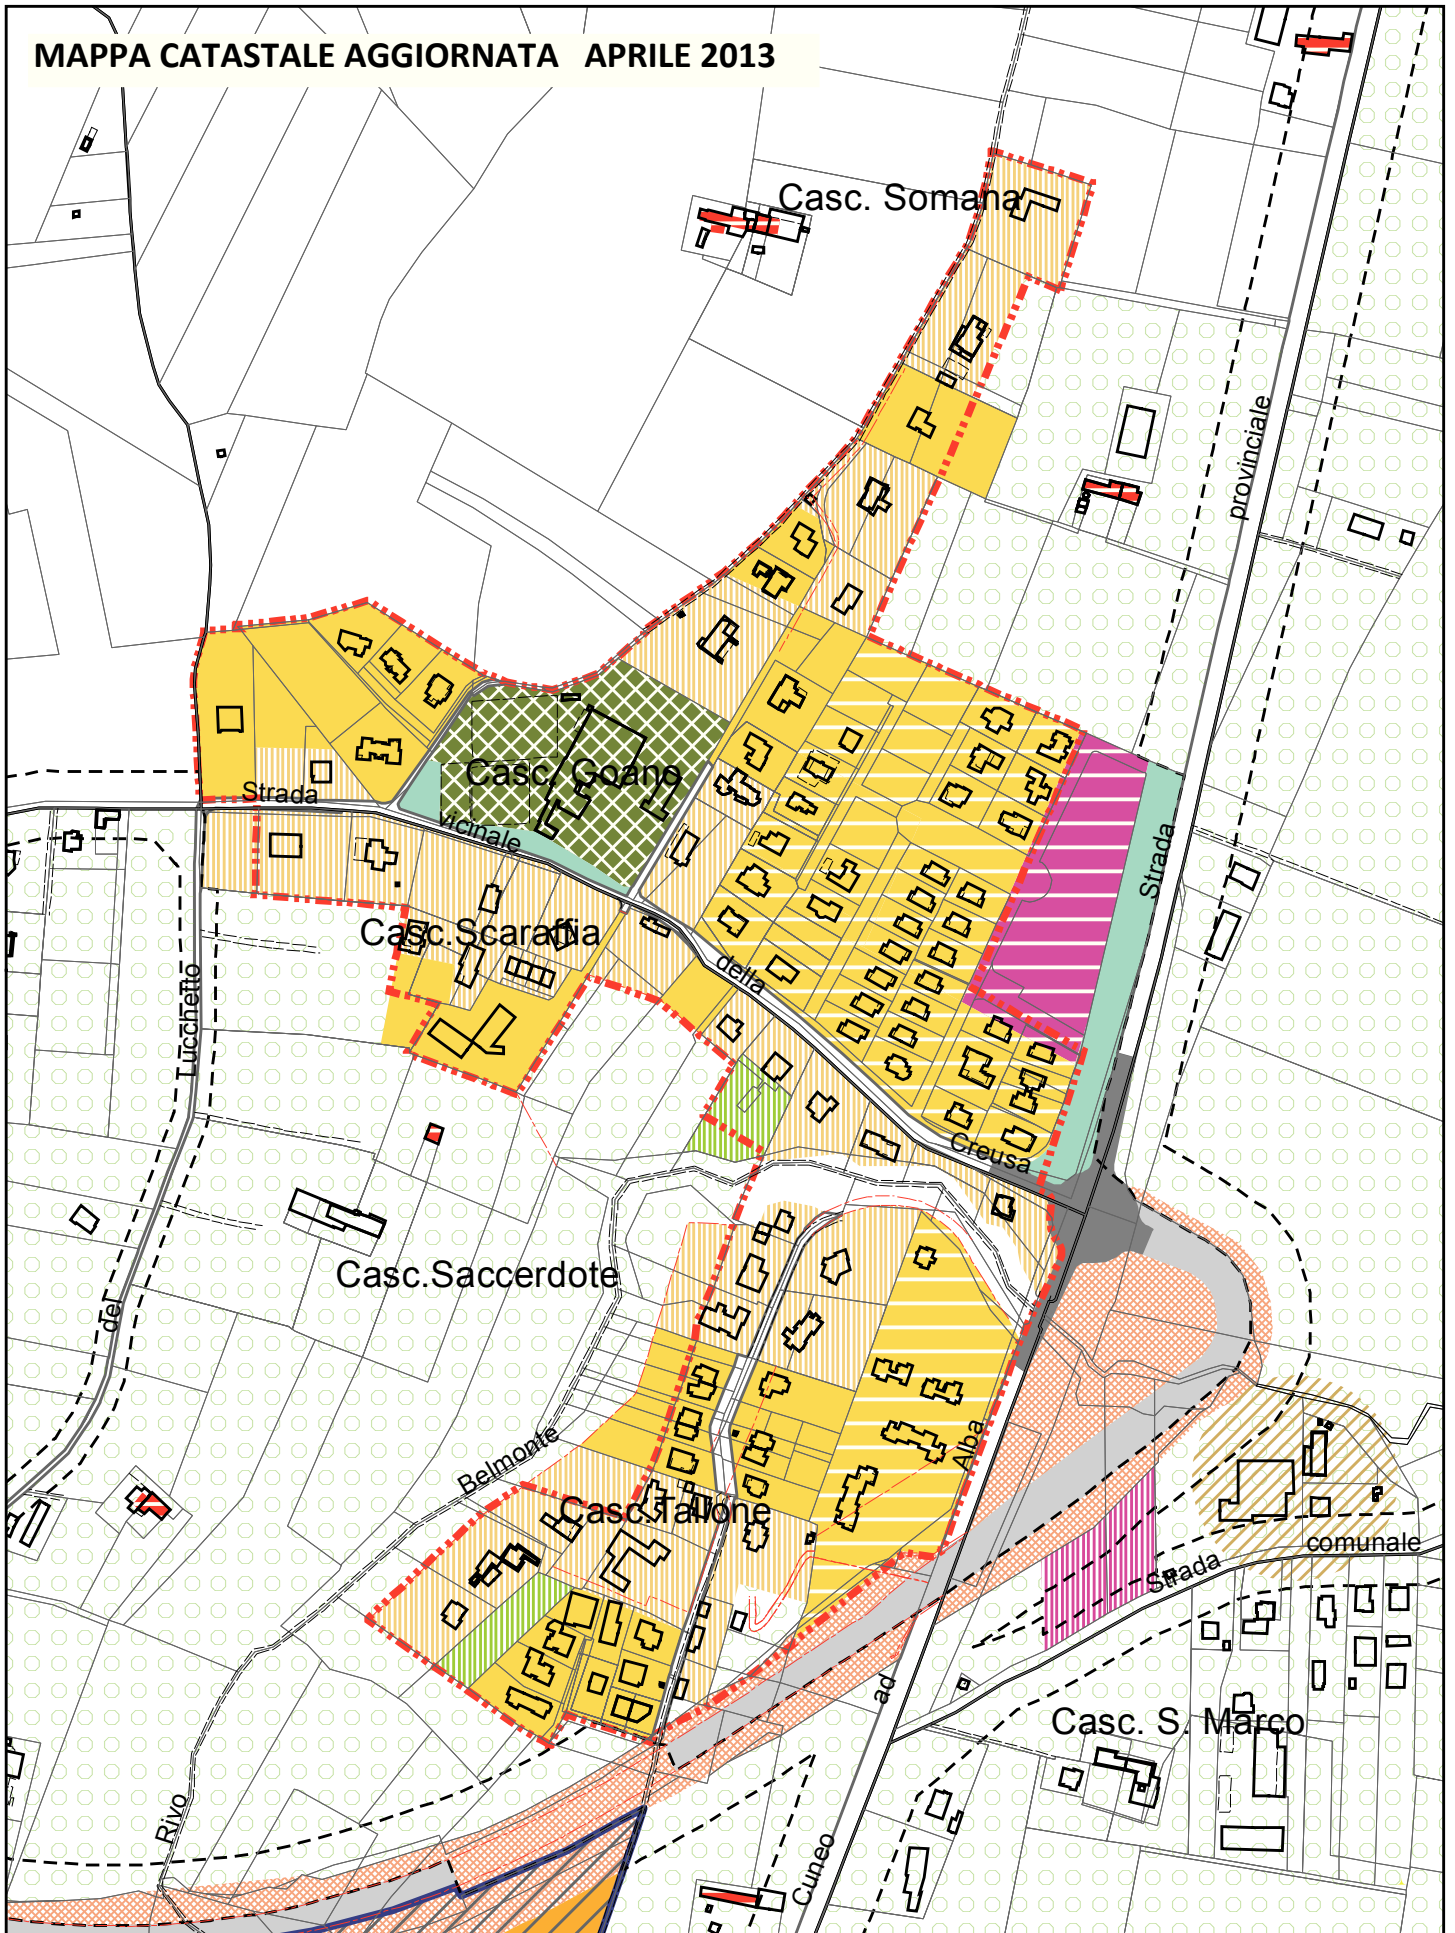 MAPPA CATASTALE AGGIORNATA APRILE 2013
Casc. Somana
provinciale
Casc. Goano
Strada
vicinale
Strada
Casc.Scaraffia
della
Lucchetto
Creusa
Casc.Saccerdote
del
Alba
Belmonte
Casc.Tallone
comunale
Strada
ad
Casc. S. Marco
Rivo
Cuneo